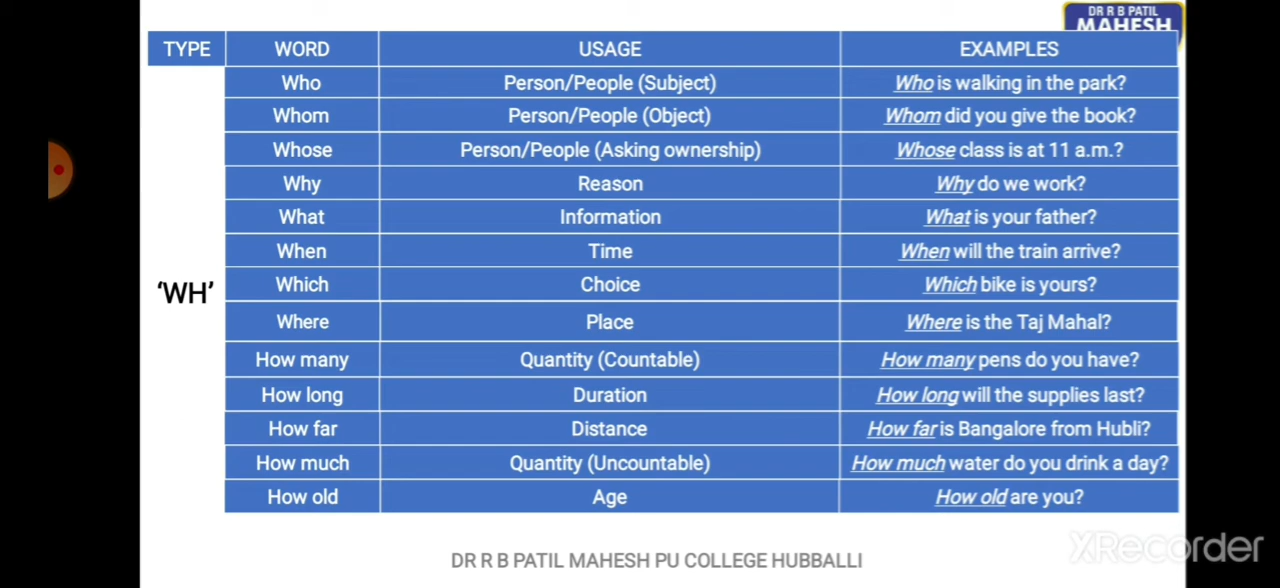 DR R B PATIL
MAHESH
TYPE WORD USAGE EXAMPLES
Who Person/People (Subject) Who is walking in the park?
Whom Person/People (Object) Whom did you give the book?
Whose Person/People (Asking ownership) Whose class is at 11 a.m.?
Why Reason Why do we work?
What Information What is your father?
When Time When will the train arrive?
Which Choice Which bike is yours?
‘WH’
Where Place Where is the Taj Mahal?
How many Quantity (Countable) How many pens do you have?
How long Duration How long will the supplies last?
How far Distance How far is Bangalore from Hubli?
How much Quantity (Uncountable) How much water do you drink a day?
How old Age How old are you?
XRecorder
DR R B PATIL MAHESH PU COLLEGE HUBBALLI